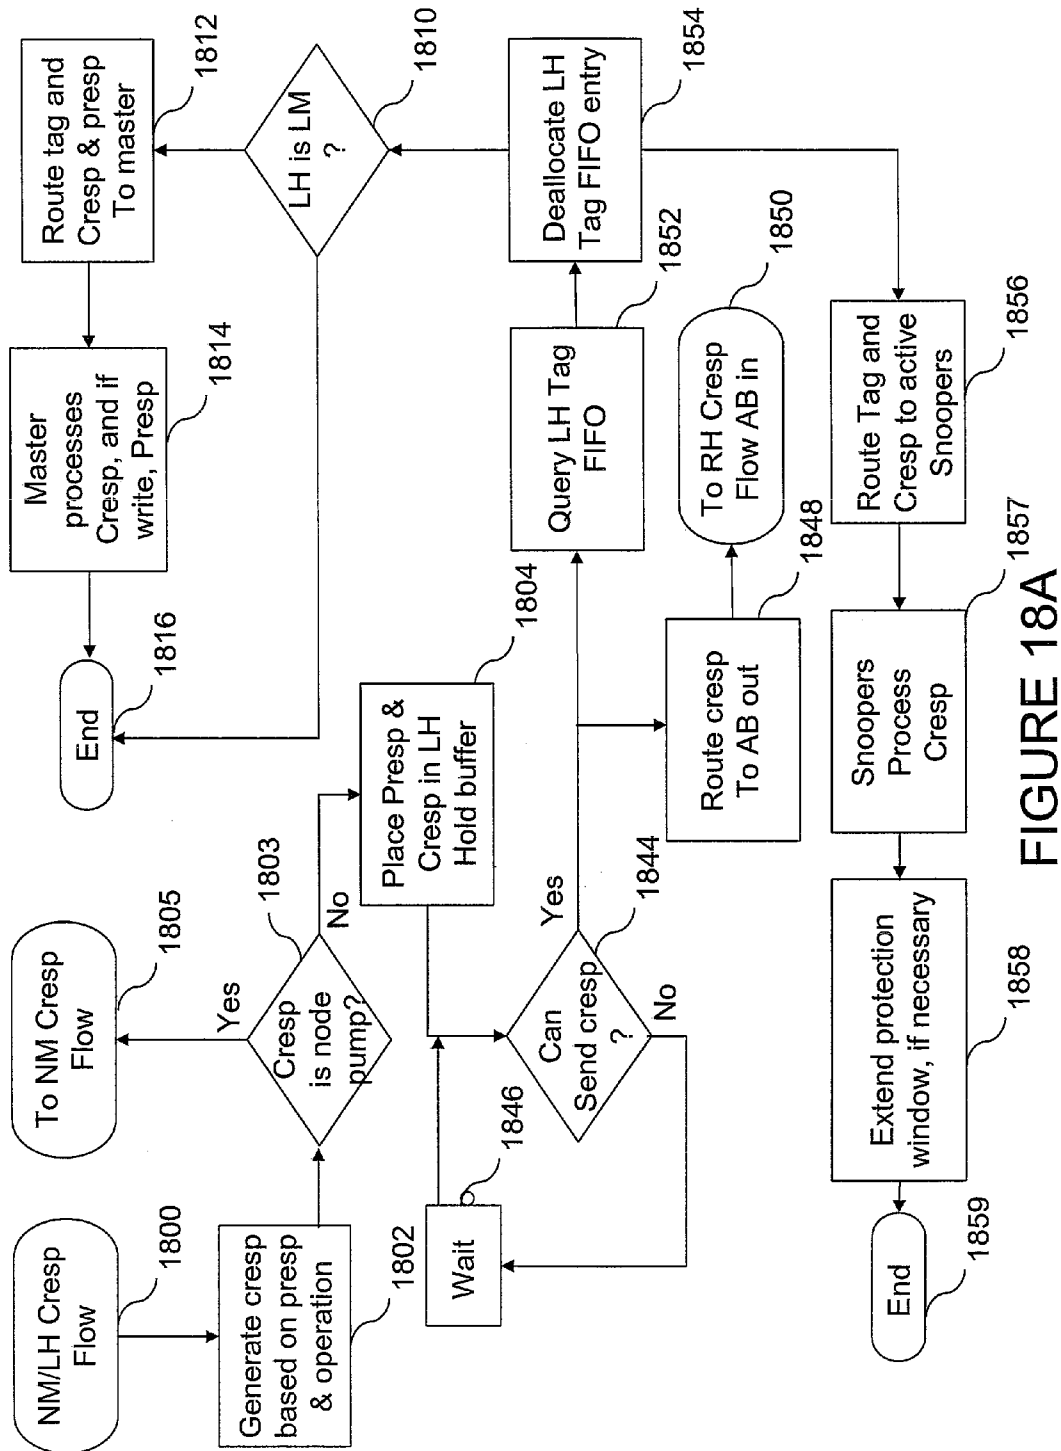 NM/LH Cresp
Flow
1800
Generate cresp
based on presp
& operation
1802
To NM Cresp
Flow
1805
Yes
Cresp
is node
pump?
1803
No
Place Presp &
Cresp in LH
Hold buffer
1804
Wait
1846
Can
Send cresp
?
1844
Yes
No
Route cresp
To AB out
1848
To RH Cresp
Flow AB in
1850
Query LH Tag
FIFO
1852
Deallocate LH
Tag FIFO entry
1854
LH is LM
?
1810
Route tag and
Cresp & presp
To master
1812
Master
processes
Cresp, and if
write, Presp
1814
End
1816
Route Tag and
Cresp to active
Snoopers
1856
Snoopers
Process
Cresp
1857
Extend protection
window, if necessary
1858
End
1859
FIGURE 18A